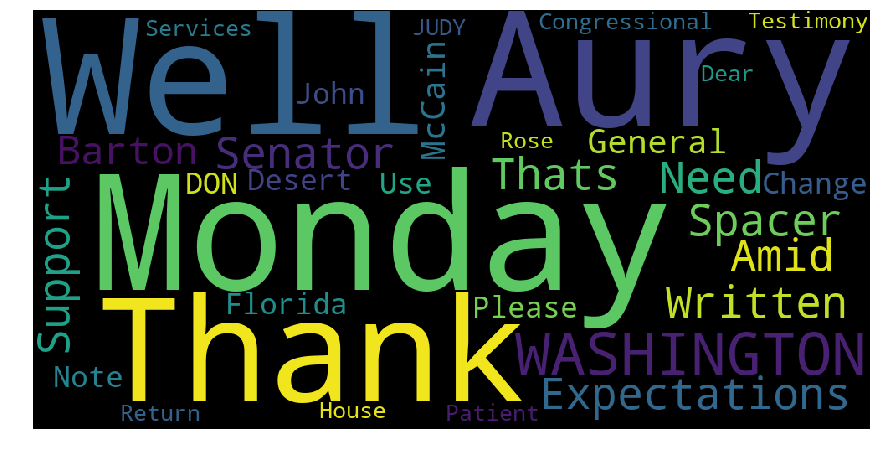 Well
Services
JUDY
Congressional
Testimony
Aury
John
McCain
Dear
Barton
Senator
Rose
General
DON
Desert
Use
Thats
Need
Change
Support
Monday
Spacer
Amid
Florida
Please
Written
Thank
WASHINGTON
Note
Expectations
Return
House
Patient